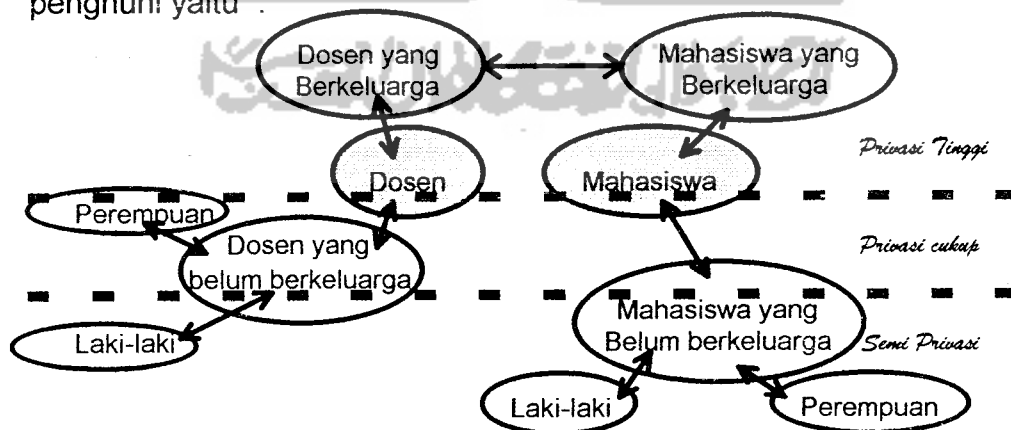 penghuni yaitu :
Dosen yang
Berkeluarga
Mahasiswa yang
Berkeluarga
Privasi Tinggi
Dosen
Mahasiswa
Perempuan
Dosen yang
belum berkeluarga
Privasi cukup
Mahasiswa yang
Belum berkeluarga
Laki-laki
Semi Privasi
Laki-laki
Perempuan